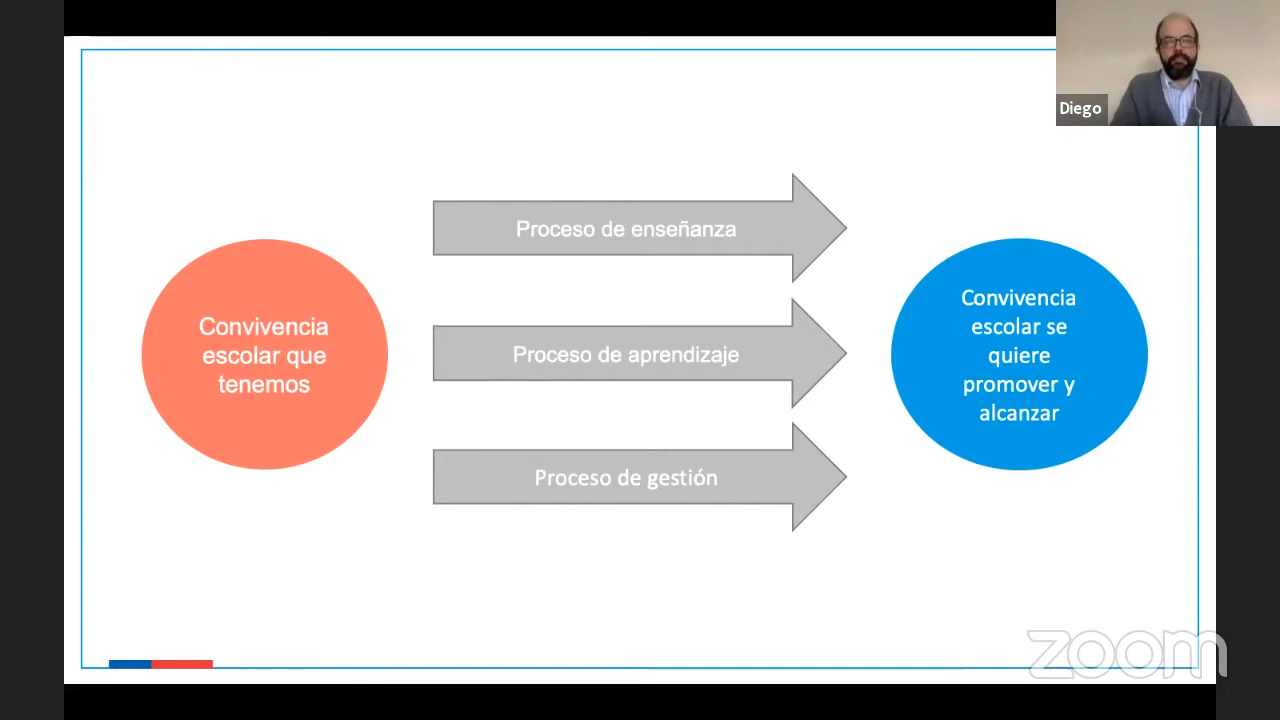 Diego
Proceso de enseñanza
Convivencia
escolar que
tenemos
Proceso de aprendizaje
Convivencia
escolar se
quiere
promover y
alcanzar
Proceso de gestión
zoom